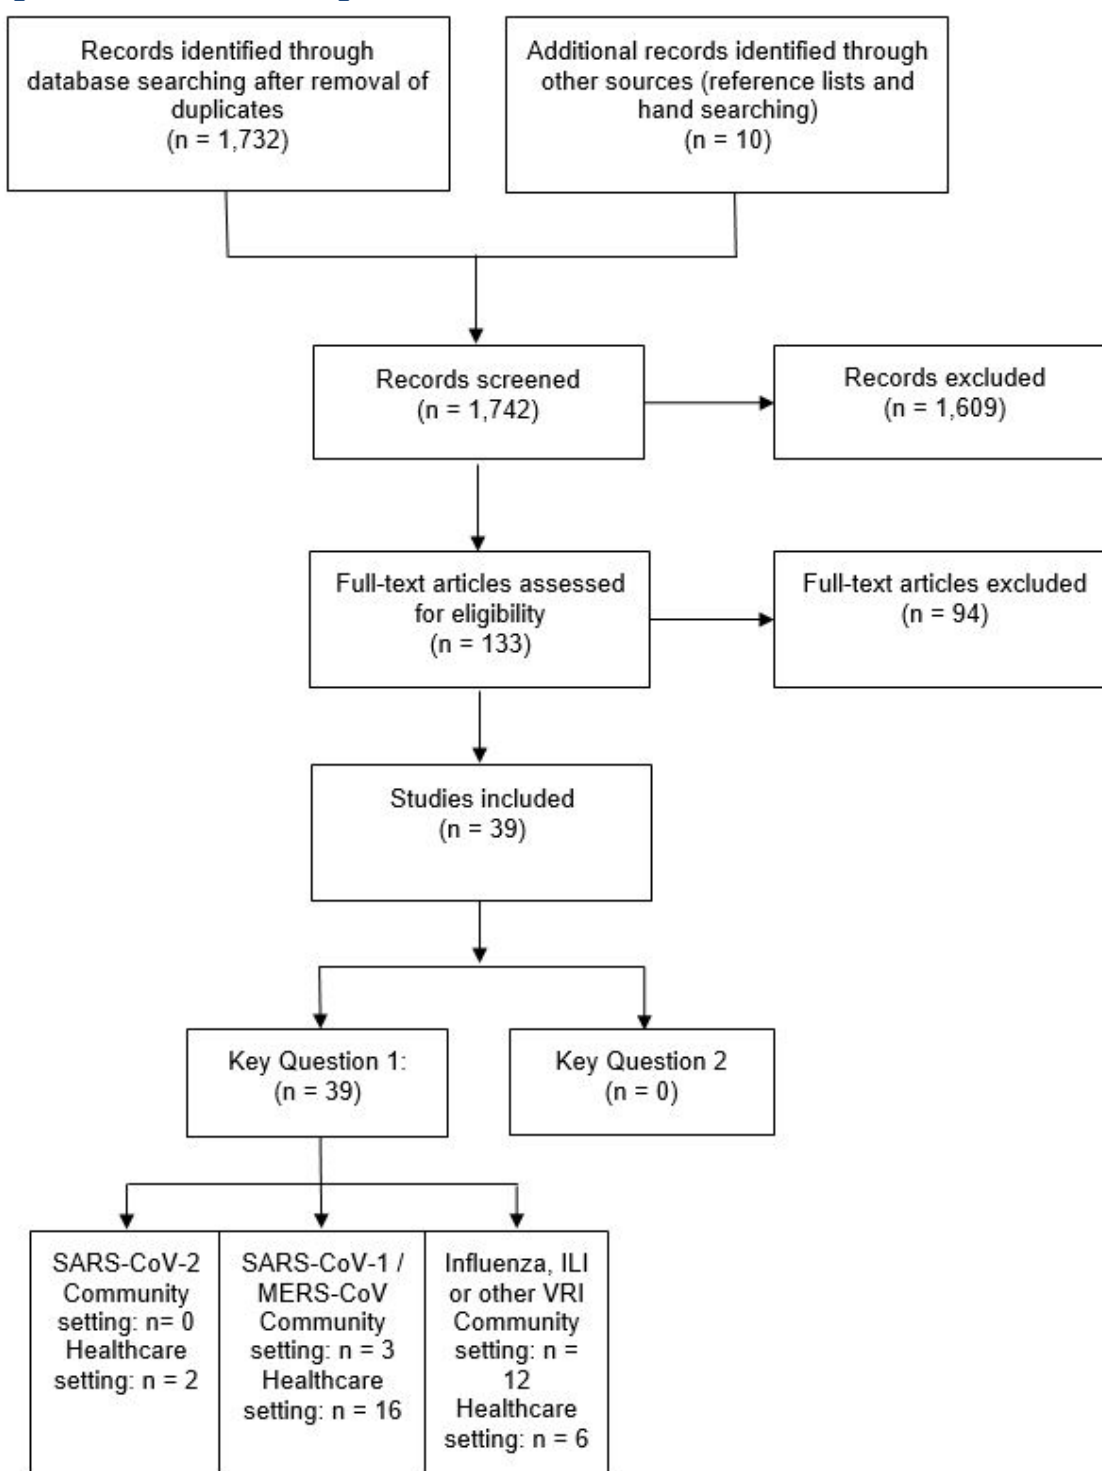 Records identified through
database searching after removal of
duplicates
(n = 1,732)
Additional records identified through
other sources (reference lists and
hand searching)
(n = 10)
Records screened
(n = 1,742)
Records excluded
(n = 1,609)
Full-text articles assessed
for eligibility
(n = 133)
Full-text articles excluded
(n = 94)
Studies included
(n = 39)
Key Question 1:
(n = 39)
Key Question 2
(n = 0)
SARS-CoV-2
Community
setting: n= 0
Healthcare
setting: n = 2
SARS-CoV-1 /
MERS-CoV
Community
setting: n = 3
Healthcare
setting: n = 16
Influenza, ILI
or other VRI
Community
setting: n =
12
Healthcare
setting: n = 6